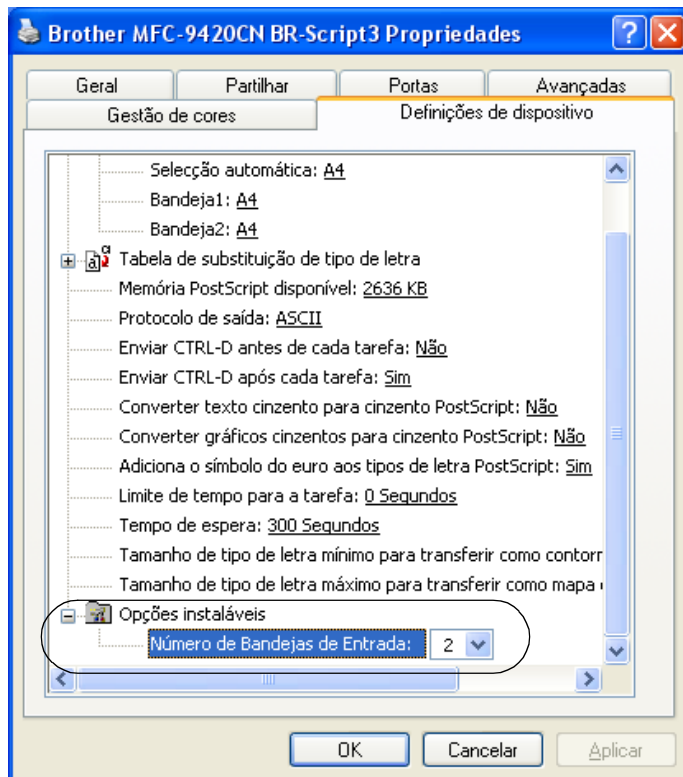 Brother MFC-9420CN BR-Script3 Propriedades
Geral Partilhar Portas Avançadas
Gestão de cores Definições de dispositivo
Selecção automática: A4
Bandeja1: A4
Bandeja2: A4
Tabela de substituição de tipo de letra
Memória PostScript disponível: 2636 KB
Protocolo de saída: ASCII
Enviar CTRL-D antes de cada tarefa: Não
Enviar CTRL-D após cada tarefa: Sim
Converter texto cinzento para cinzento PostScript: Não
Converter gráficos cinzentos para cinzento PostScript: Não
Adiciona o símbolo do euro aos tipos de letra PostScript: Sim
Limite de tempo para a tarefa: 0 Segundos
Tempo de espera: 300 Segundos
Tamanho de tipo de letra mínimo para transferir como contorr
Tamanho de tipo de letra máximo para transferir como mapa
Opções instaláveis
Número de Bandejas de Entrada: 2
OK Cancelar Aplicar